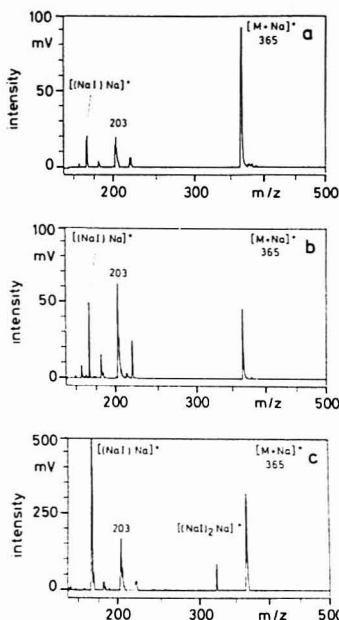 100
mV
50
0
intensity
a
[M+Na]⁺
365
[(NaI) Na]⁺
203
200
300
m/z
500
100
mV
50
0
intensity
b
[(NaI) Na]⁺
[M+Na]⁺
365
203
200
300
m/z
500
500
mV
250
0
intensity
c
[(NaI) Na]⁺
[M+Na]⁺
365
203
[(NaI)₂ Na]⁺
200
300
m/z
500